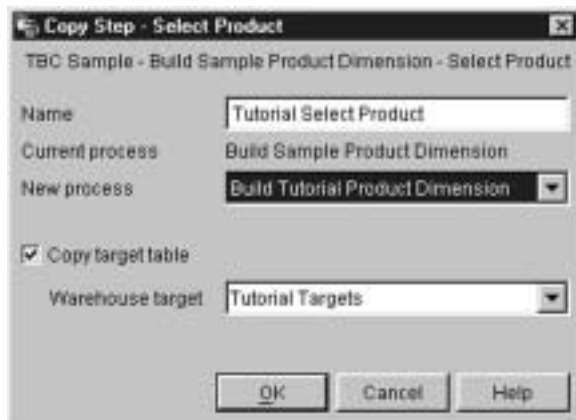 Copy Step - Select Product
TBC Sample - Build Sample Product Dimension - Select Product
Name Tutorial Select Product
Current process Build Sample Product Dimension
New process Build Tutorial Product Dimension
Copy target table
Warehouse target Tutorial Targets
OK Cancel Help